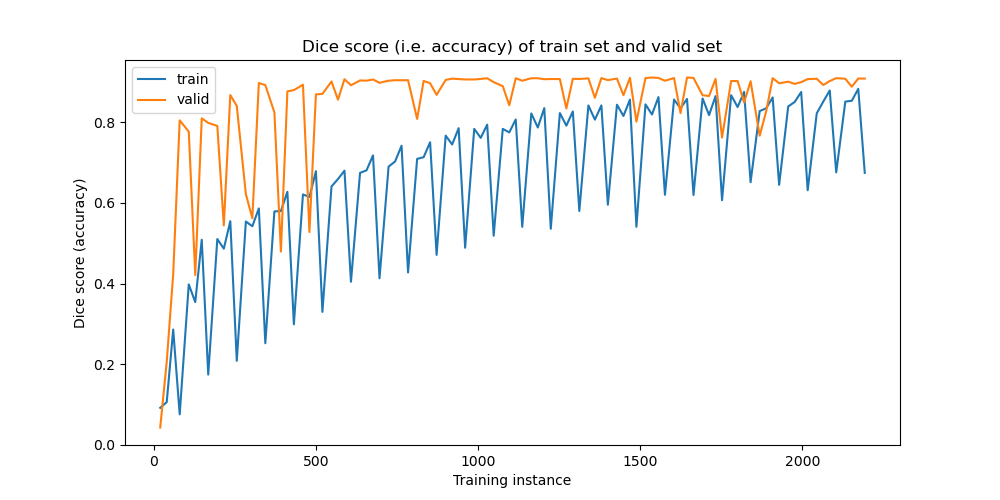 Dice score (i.e. accuracy) of train set and valid set
train
valid
Dice score (accuracy)
0.8
0.6
0.4
0.2
0.0
0
500
1000
1500
2000
Training instance